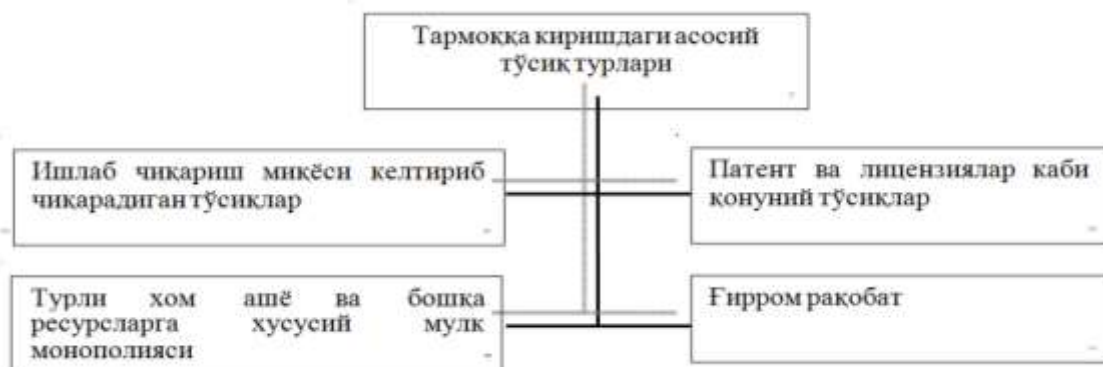 Тармоққа киришдаги асосий
тўсиқ турлари
Ишлаб чиқариш миқёси келтириб
чиқарадиган тўсиқлар
Патент ва лицензиялар каби
қонуний тўсиқлар
Турли хом ашё ва бошқа
ресурсларга хусусий мулк
монополияси
Ғирром рақобат